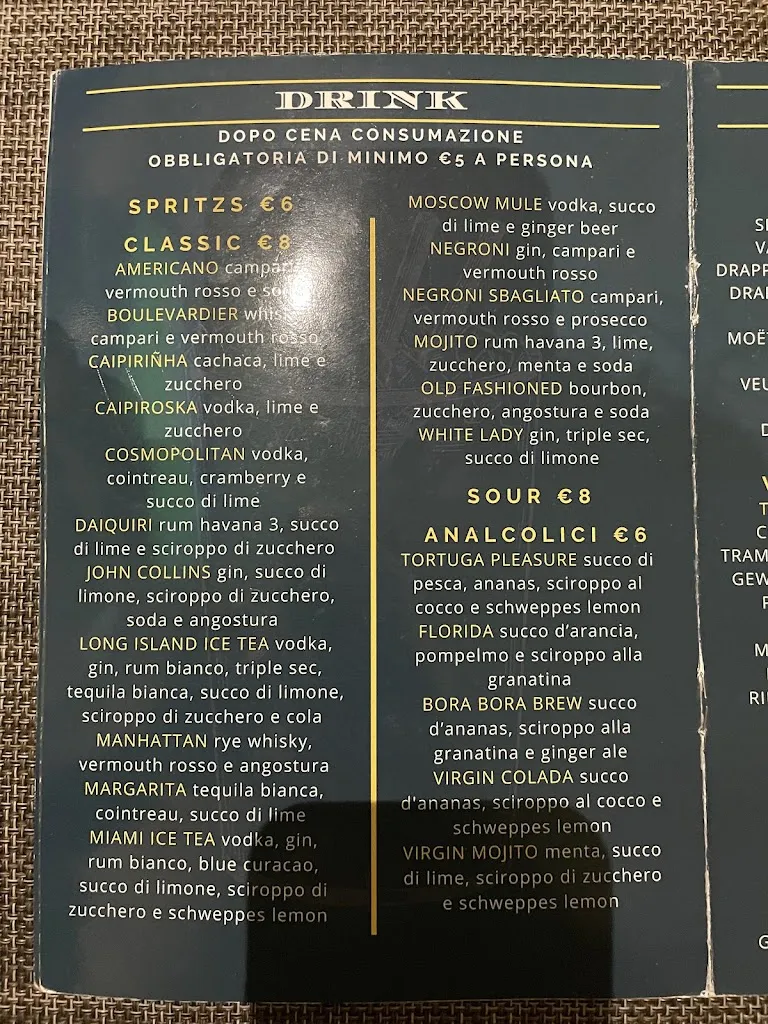 DRINK
DOPO CENA CONSUMAZIONE
OBBLIGATORIA DI MINIMO €5 A PERSONA
SPRITZS €6
CLASSIC €8
AMERICANO campari
vermouth rosso e
BOULEVARDIER
campari e vermouth rosso
CAIPIRIÑHA cachaca, lime e
zucchero
CAIPIROSKA vodka, lime e
zucchero
COSMOPOLITAN vodka,
cointreau, cramberry e
succo di lime
DAIQUIRI rum havana 3, succo
di lime e sciroppo di zucchero
JOHN COLLINS gin, succo di
limone, sciroppo di zucchero,
soda e angostura
LONG ISLAND ICE TEA vodka,
gin, rum bianco, triple sec,
tequila bianca, succo di limone,
sciroppo di zucchero e cola
MANHATTAN rye whisky,
vermouth rosso e angostura
MARGARITA tequila bianca,
cointreau, succo di lime
MIAMI ICE TEA vodka, gin,
rum bianco, blue curacao,
succo di limone, sciroppo di
zucchero e schweppes lemon
MOSCOW MULE vodka, succo
di lime e ginger beer
NEGRONI gin, campari e
vermouth rosso
NEGRONI SBAGLIATO campari,
vermouth rosso e prosecco
MOJITO rum havana 3, lime,
zucchero, menta e soda
OLD FASHIONED bourbon,
zucchero, angostura e soda
WHITE LADY gin, triple sec,
succo di limone
SOUR €8
ANALCOLICI €6
TORTUGA PLEASURE succo di
pesca, ananas, sciroppo al
cocco e schweppes lemon
FLORIDA succo d'arancia,
pompelmo e sciroppo alla
granatina
BORA BORA BREW succo
d'ananas, sciroppo alla
granatina e ginger ale
VIRGIN COLADA succo
d'ananas, sciroppo al cocco e
schweppes lemon
VIRGIN MOJITO menta, succo
di lime, sciroppo di zucchero
e schweppes lemon